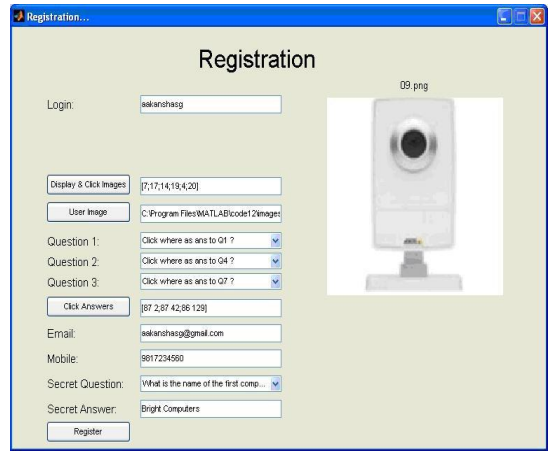 Registration...
Registration
09.png
Login: aakanshasg
Display & Click Images [7;17;14;19;4;20]
User Image C:\Program Files\MATLAB\code12\images
Question 1: Click where as ans to Q1 ?
Question 2: Click where as ans to Q4 ?
Question 3: Click where as ans to Q7 ?
Click Answers [87 2;87 42;86 129]
Email: aakanshasg@gmail.com
Mobile: 9817234560
Secret Question: What is the name of the first comp...
Secret Answer: Bright Computers
Register